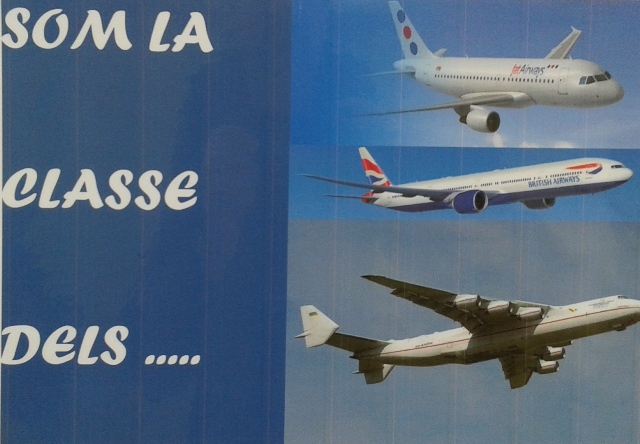 SOM LA
CLASSE
DELS .....
JetAirways
BRITISH AIRWAYS